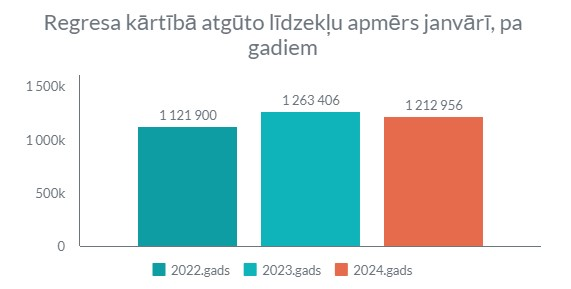 Regresa kārtībā atgūto līdzekļu apmērs janvārī, pa
gadiem
1 500k
1 263 406
1 212 956
1 121 900
1 000k
500k
0
2022.gads 2023.gads 2024.gads